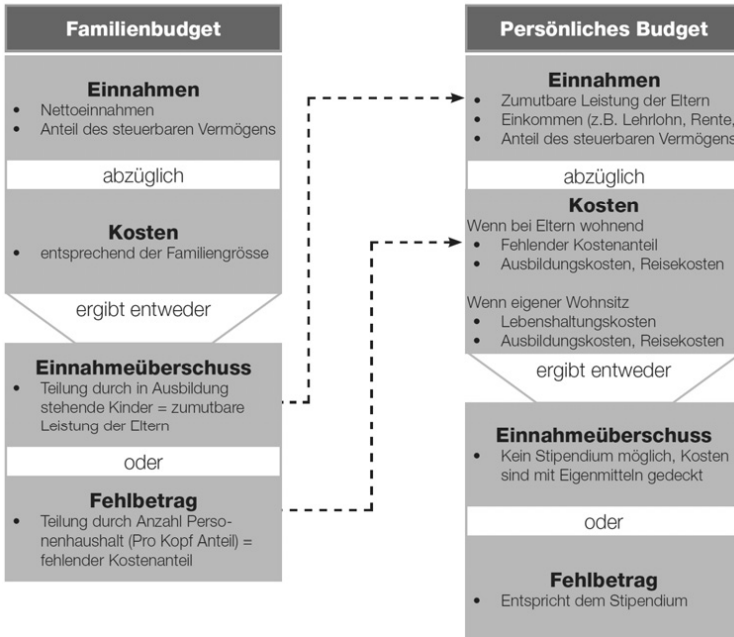 Familienbudget
Einnahmen
• Nettoeinnahmen
• Anteil des steuerbaren Vermögens
abzüglich
Kosten
• entsprechend der Familiengrösse
ergibt entweder
Einnahmeüberschuss
• Teilung durch in Ausbildung
stehende Kinder = zumutbare
Leistung der Eltern
oder
Fehlbetrag
• Teilung durch Anzahl Perso-
nenhaushalt (Pro Kopf Anteil) =
fehlender Kostenanteil
Persönliches Budget
Einnahmen
• Zumutbare Leistung der Eltern
• Einkommen (z.B. Lehrlohn, Rente,
• Anteil des steuerbaren Vermögens
abzüglich
Kosten
Wenn bei Eltern wohnend
• Fehlender Kostenanteil
• Ausbildungskosten, Reisekosten
Wenn eigener Wohnsitz
• Lebenshaltungskosten
• Ausbildungskosten, Reisekosten
ergibt entweder
Einnahmeüberschuss
• Kein Stipendium möglich, Kosten
sind mit Eigenmitteln gedeckt
oder
Fehlbetrag
• Entspricht dem Stipendium